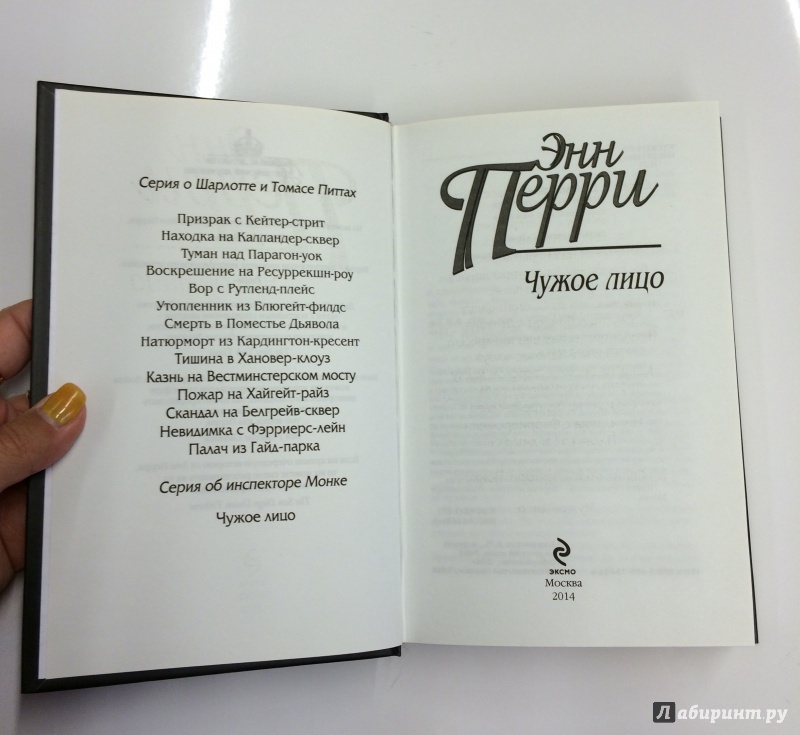 Серия о Шарлотте и Томасе Питтах
Призрак с Кейтер-стрит
Находка на Калландер-сквер
Туман над Парагон-уок
Воскрешение на Ресуррекшн-роу
Вор с Рутленд-плейс
Утопленник из Блюгейт-филдс
Смерть в Поместье Дьявола
Натюрморт из Кардингтон-кресент
Тишина в Хановер-клоуз
Казнь на Вестминстерском мосту
Пожар на Хайгейт-райз
Скандал на Белгрейв-сквер
Невидимка с Фэрриерс-лейн
Палач из Гайд-парка
Серия об инспекторе Монке
Чужое лицо
Энн
Перри
Чужое лицо
ЭКСМО
Москва
2014
Лабиринт.ру